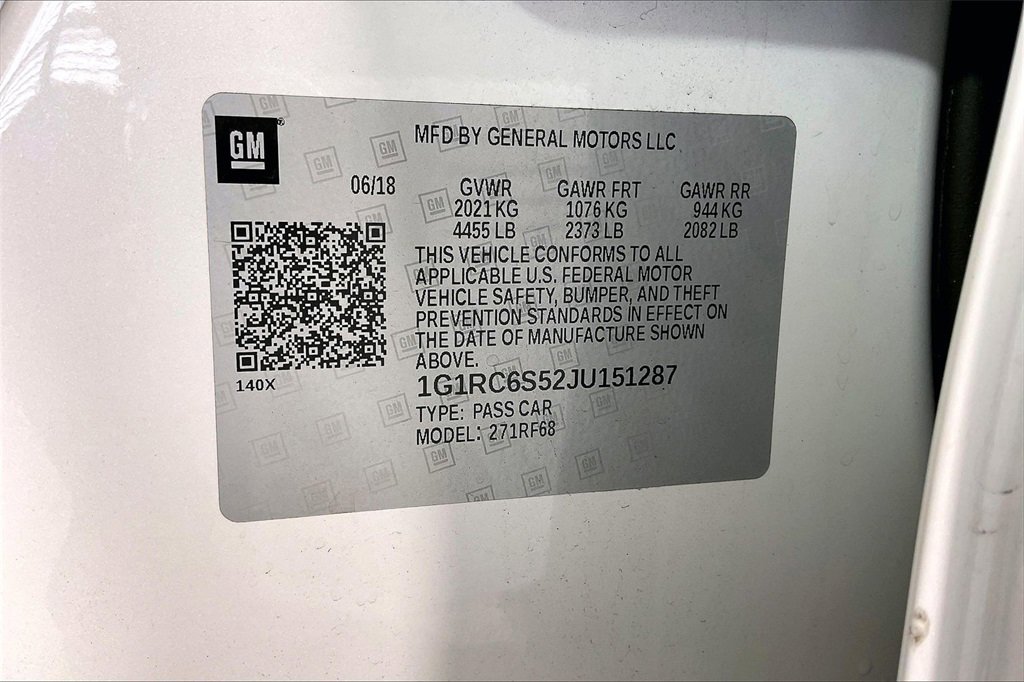 GM
MFD BY GENERAL MOTORS LLC
06/18
GVWR GAWR FRT GAWR RR
2021 KG 1076 KG 944 KG
4455 LB 2373 LB 2082 LB
THIS VEHICLE CONFORMS TO ALL
APPLICABLE U.S. FEDERAL MOTOR
VEHICLE SAFETY, BUMPER, AND THEFT
PREVENTION STANDARDS IN EFFECT ON
THE DATE OF MANUFACTURE SHOWN
ABOVE.
140X
1G1RC6S52JU151287
TYPE: PASS CAR
MODEL: 271RF68